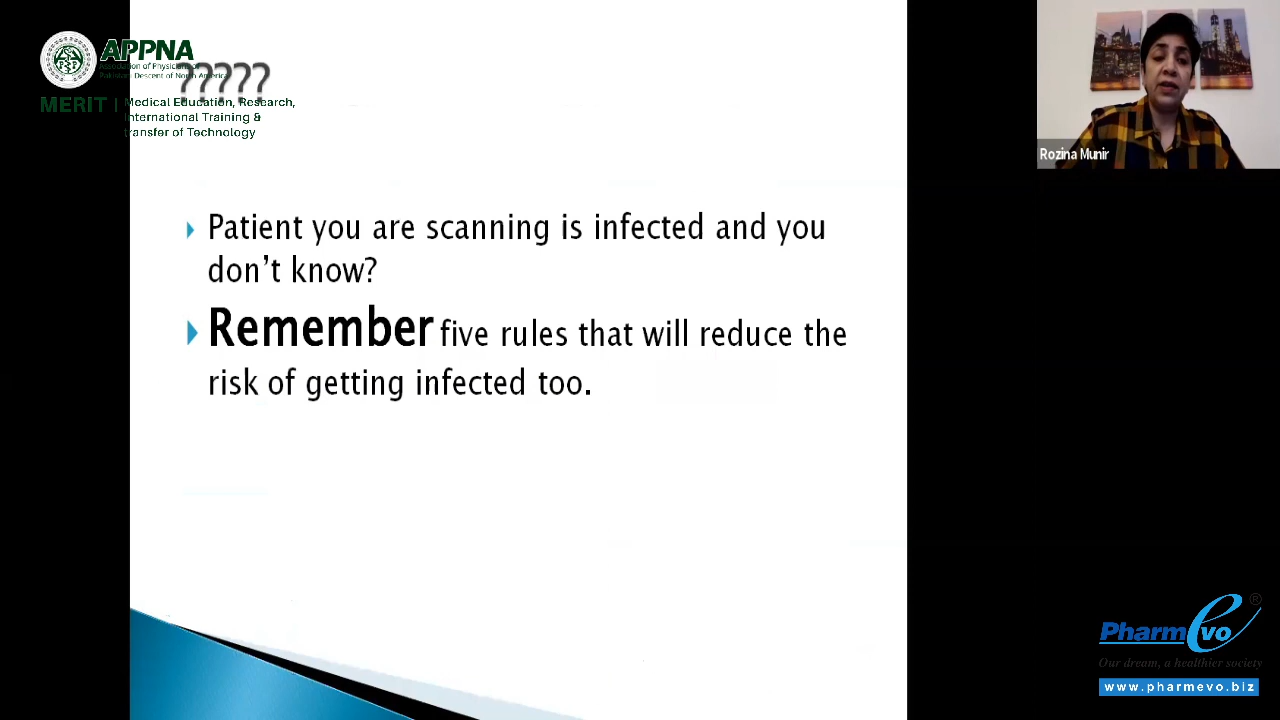 APPNA
Association of Physicians of
Pakistani Descent of North America
?????
MERIT | Medical Education, Research,
International Training &
transfer of Technology
Rozina Munir
Patient you are scanning is infected and you
don't know?
Remember five rules that will reduce the
risk of getting infected too.
PharmEvo ®
Our dream, a healthier society
www.pharmevo.biz